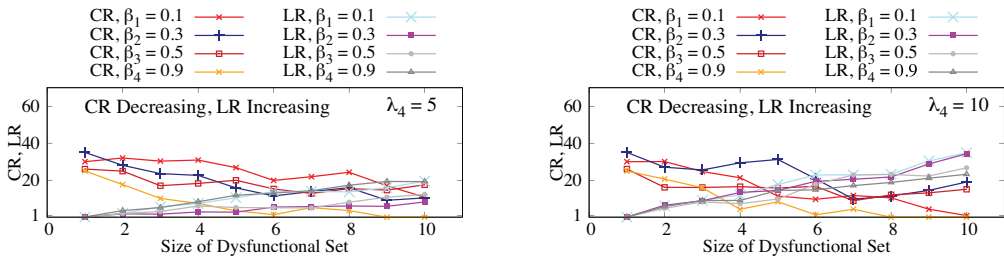 CR, β1 = 0.1 LR, β1 = 0.1
CR, β2 = 0.3 LR, β2 = 0.3
CR, β3 = 0.5 LR, β3 = 0.5
CR, β4 = 0.9 LR, β4 = 0.9
CR Decreasing, LR Increasing λ4 = 5
CR, LR
60
40
20
1
0 2 4 6 8 10
Size of Dysfunctional Set
CR, β1 = 0.1 LR, β1 = 0.1
CR, β2 = 0.3 LR, β2 = 0.3
CR, β3 = 0.5 LR, β3 = 0.5
CR, β4 = 0.9 LR, β4 = 0.9
CR Decreasing, LR Increasing λ4 = 10
CR, LR
60
40
20
1
0 2 4 6 8 10
Size of Dysfunctional Set